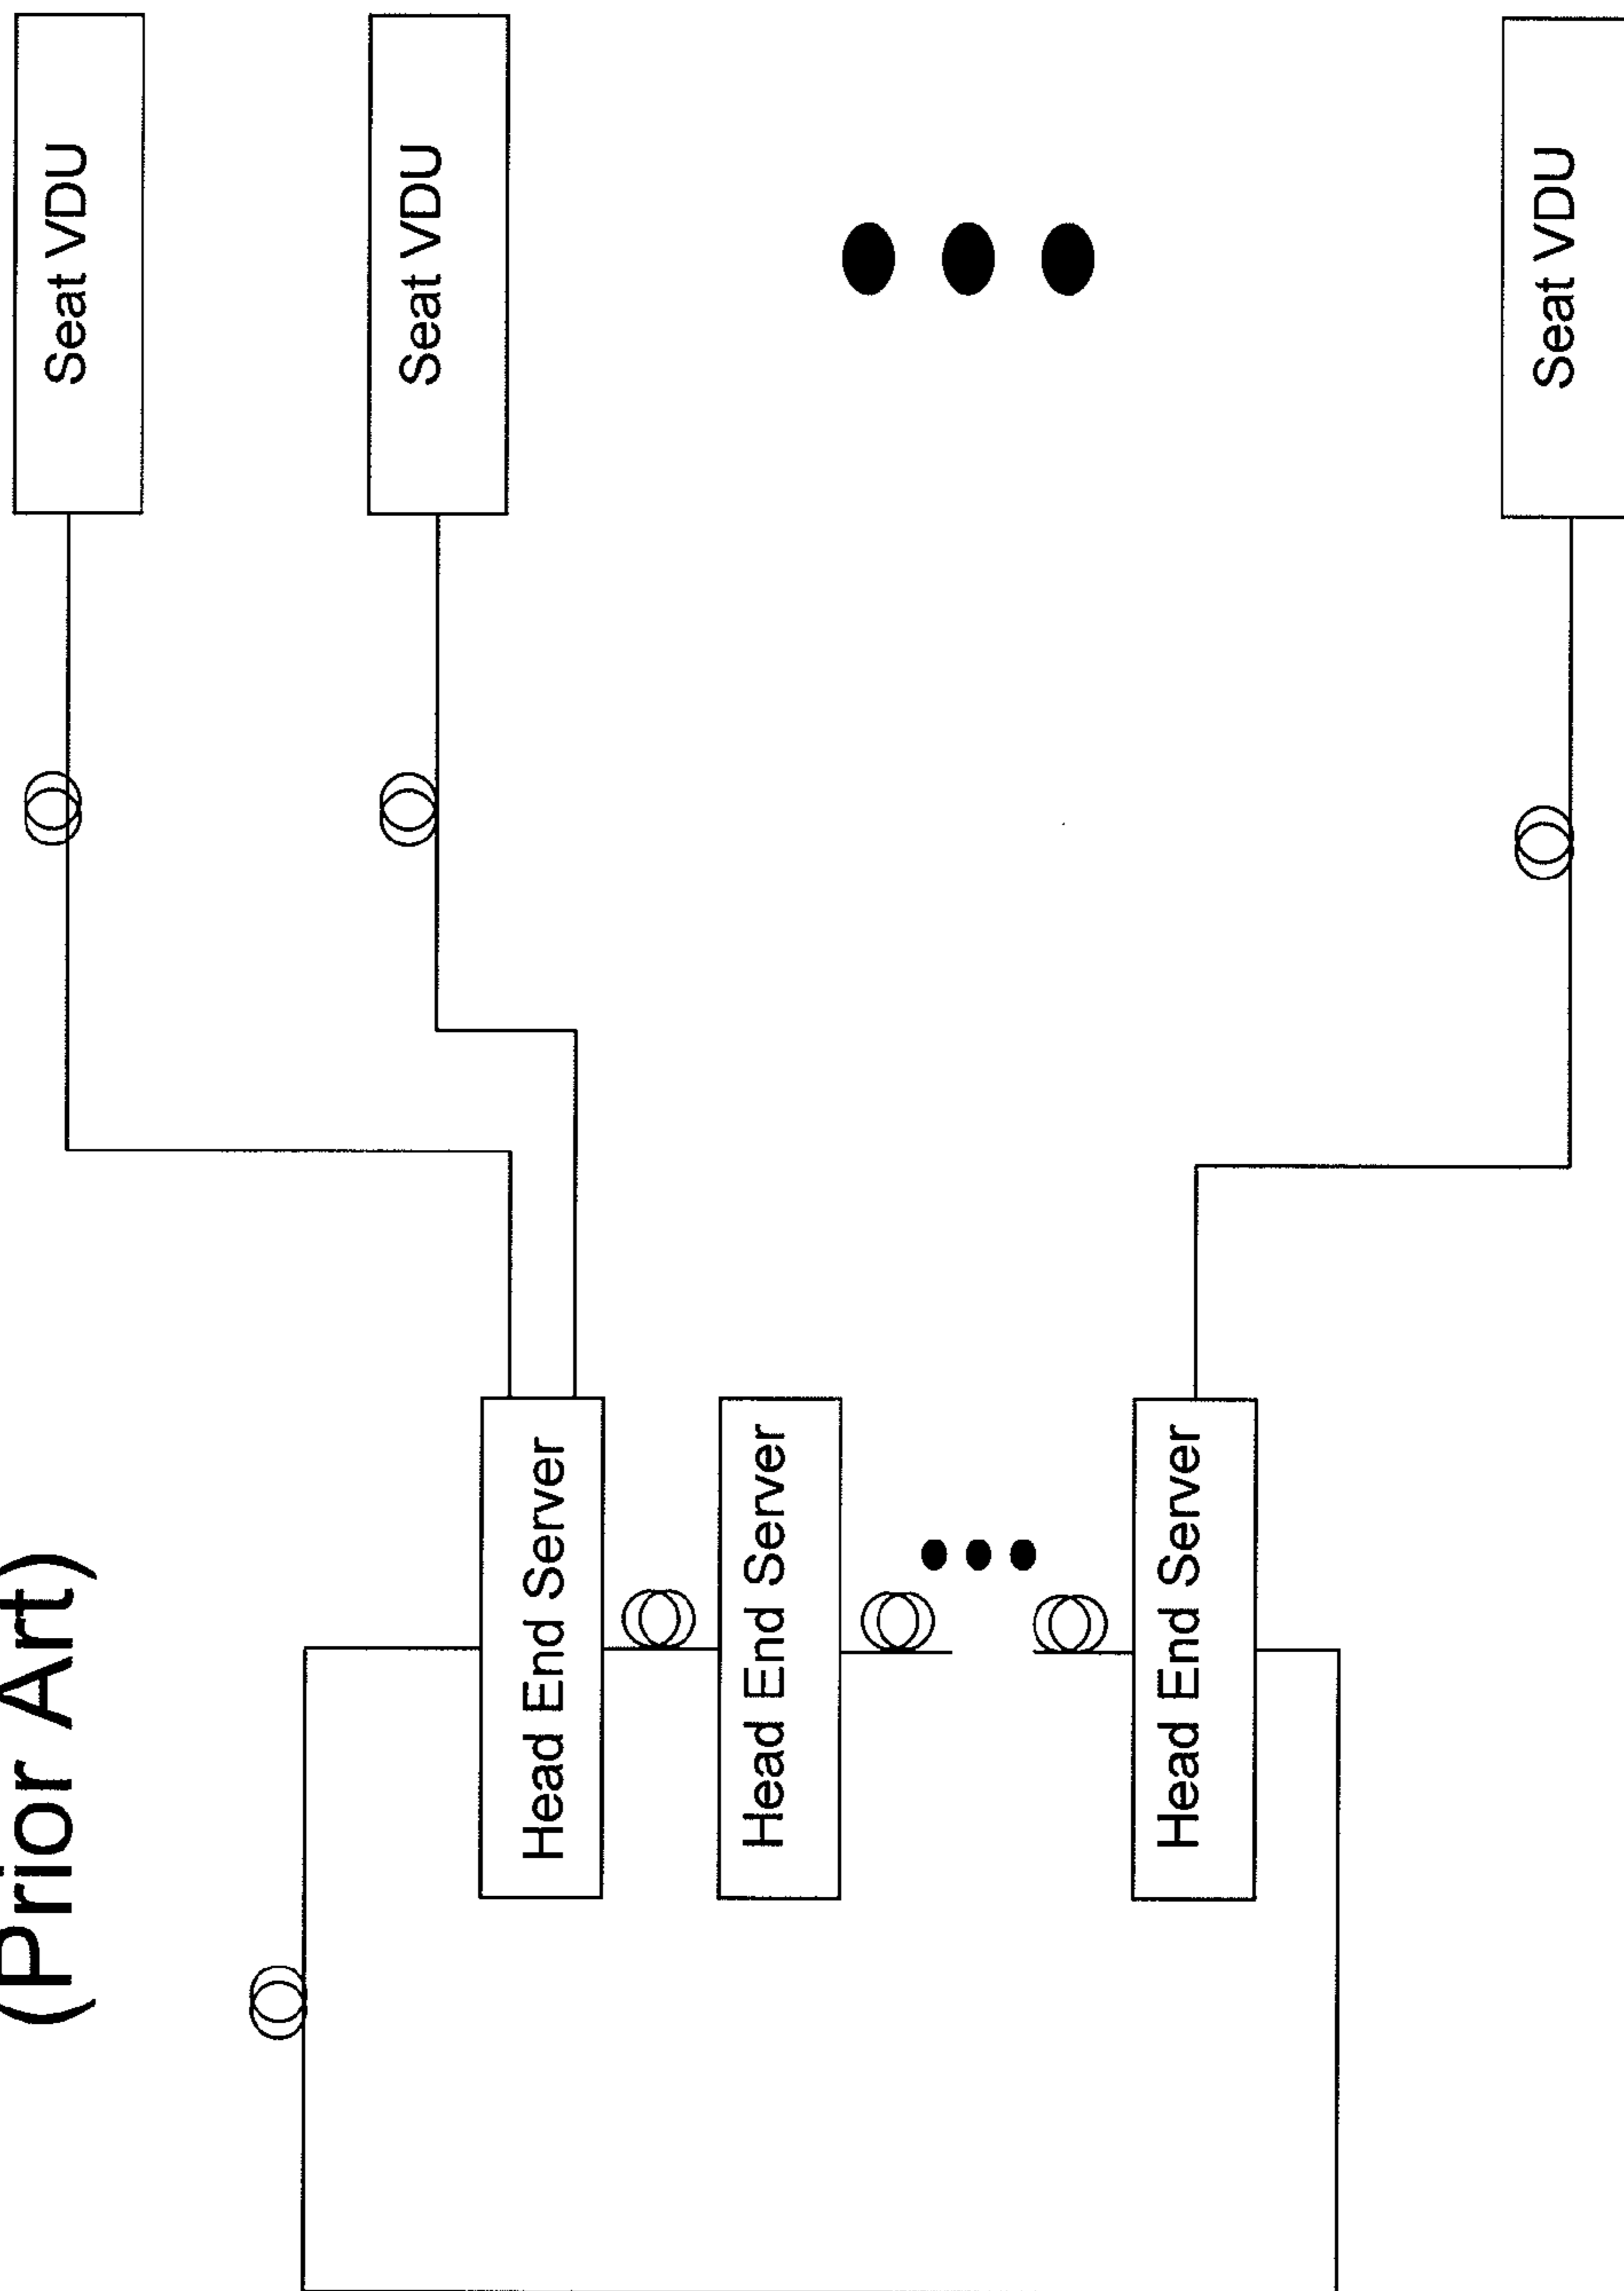 (Prior Art)
Head End Server
Head End Server
Head End Server
Seat VDU
Seat VDU
Seat VDU